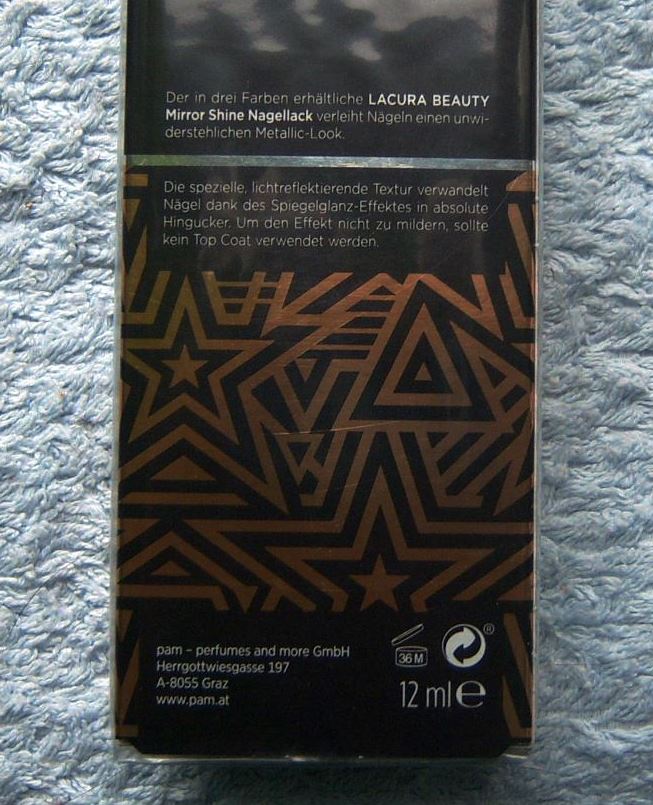 Der in drei Farben erhältliche LACURA BEAUTY
Mirror Shine Nagellack verleiht Nägeln einen unwi-
derstehlichen Metallic-Look.
Die spezielle, lichtreflektierende Textur verwandelt
Nägel dank des Spiegelglanz-Effektes in absolute
Hingucker. Um den Effekt nicht zu mildern, sollte
kein Top Coat verwendet werden.
pam – perfumes and more GmbH
Herrgottwiesgasse 197
A-8055 Graz
www.pam.at
36 M
®
12 ml ℮